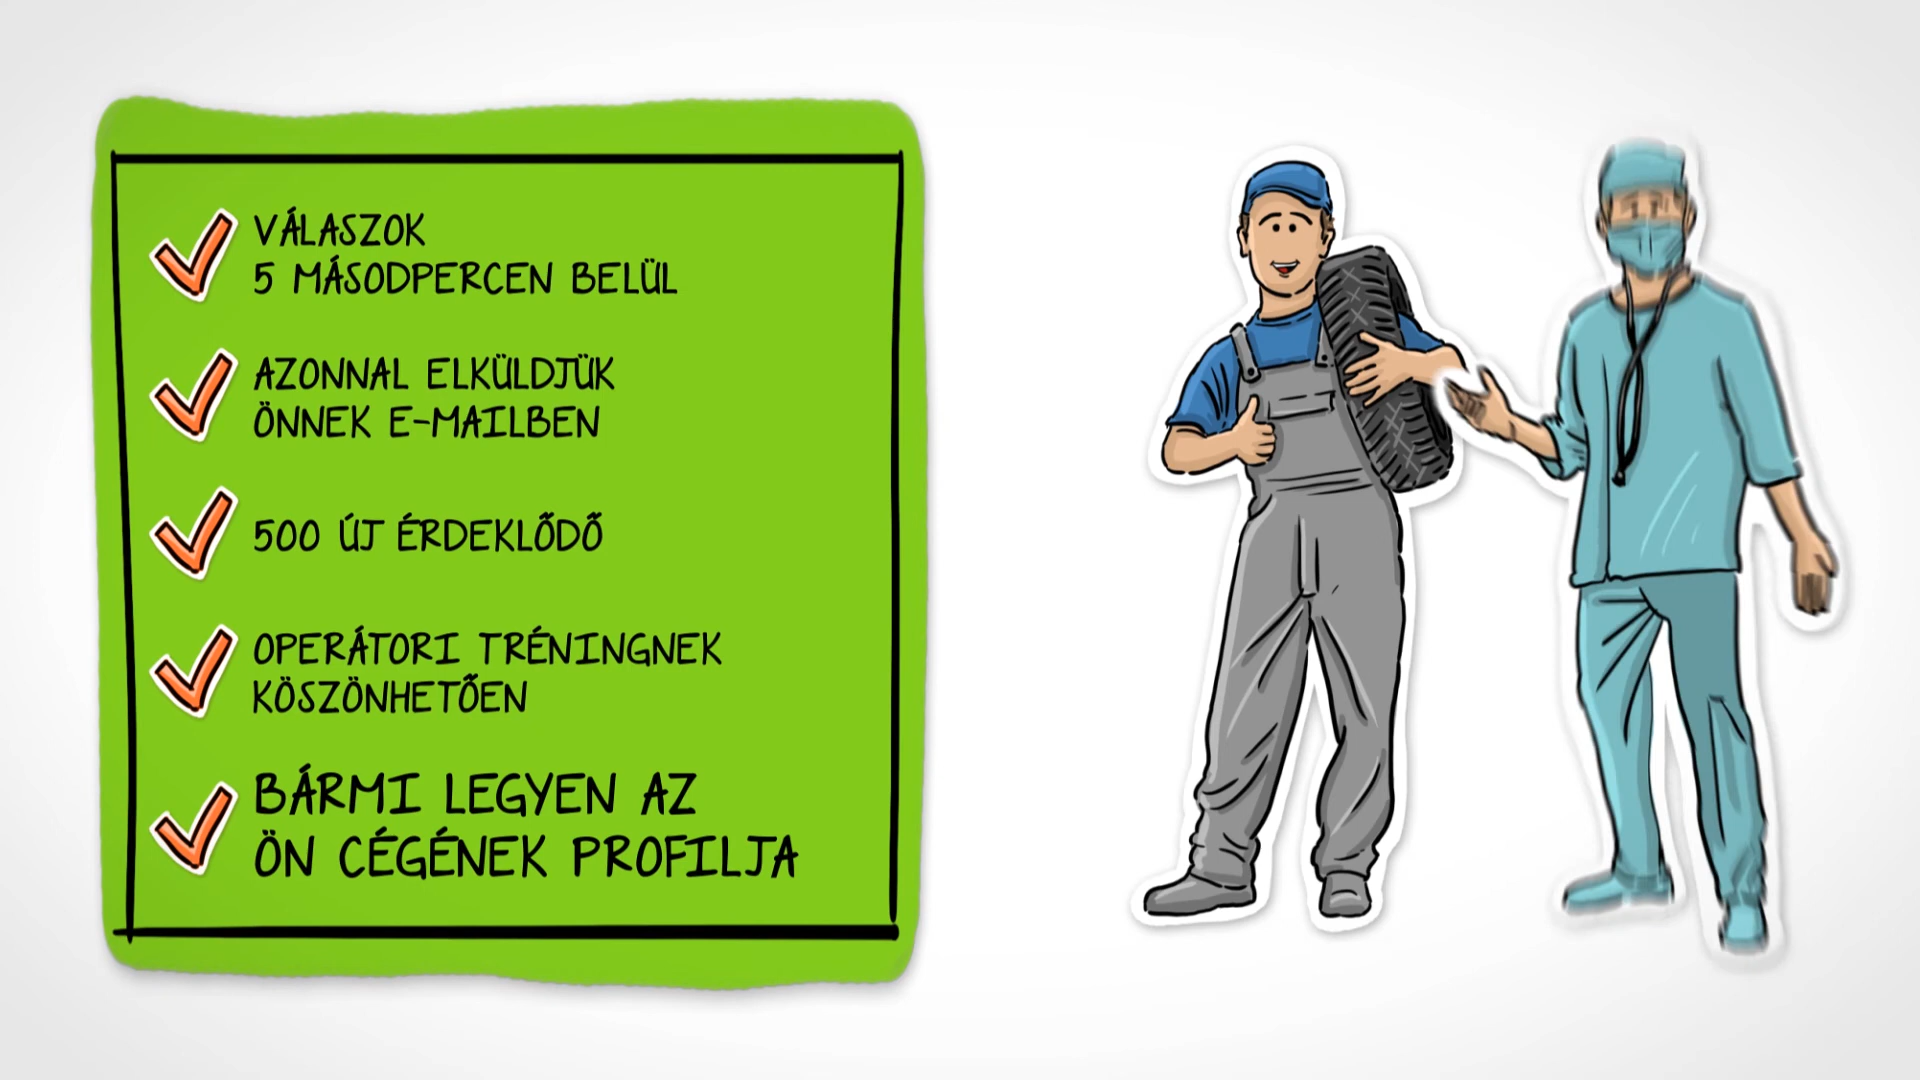 VÁLASZOK
5 MÁSODPERCEN BELÜL
AZONNAL ELKÜLDJÜK
ÖNNEK E-MAILBEN
500 ÚJ ÉRDEKLŐDŐ
OPERÁTORI TRÉNINGNEK
KÖSZÖNHETŐEN
BÁRMI LEGYEN AZ
ÖN CÉGÉNEK PROFILJA